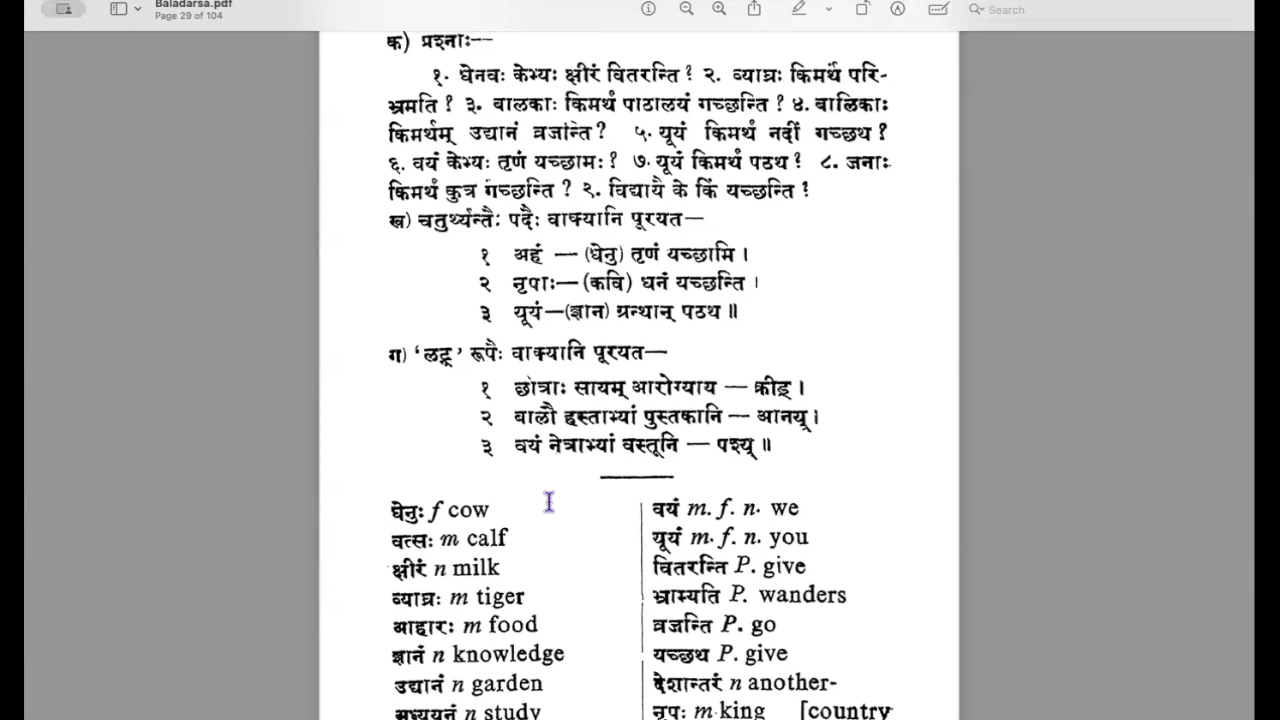 Baladarsa.pdf
Page 29 of 104
Search
क) प्रश्नाः--
१. धेनवः केभ्यः क्षीरं वितरन्ति ? २. व्याघ्रः किमर्थं परि-
भ्रमति ? ३. बालकाः किमर्थं पाठालयं गच्छन्ति ? ४. बालिकाः
किमर्थम् उद्यानं व्रजन्ति? ५. यूयं किमर्थं नदीं गच्छथ ?
६. वयं केभ्यः तृणं यच्छामः ? ७. यूयं किमर्थं पठथ ? ८. जनाः
किमर्थं कुत्र गच्छन्ति ? २. विद्यायै के किं यच्छन्ति ?
ख) चतुर्थ्यन्तैः पदैः वाक्यानि पूरयत—
१ अहं — (धेनु) तृणं यच्छामि ।
२ नृपाः— (कवि) धनं यच्छन्ति ।
३ यूयं—(ज्ञान) ग्रन्थान् पठथ ॥
ग) ‘लट्’ रूपैः वाक्यानि पूरयत—
१ छात्राः सायम् आरोग्याय — क्रीड् ।
२ बालौ हस्ताभ्यां पुस्तकानि — आनय् ।
३ वयं नेत्राभ्यां वस्तूनि — पश्य् ॥
धेनुः f cow
वत्सः m calf
क्षीरं n milk
व्याघ्रः m tiger
आहारः m food
ज्ञानं n knowledge
उद्यानं n garden
अध्ययनं n study
वयं m. f. n. we
यूयं m. f. n. you
वितरन्ति P. give
भ्राम्यति P. wanders
व्रजन्ति P. go
यच्छथ P. give
देशान्तरं n another-
नृपः m king [country